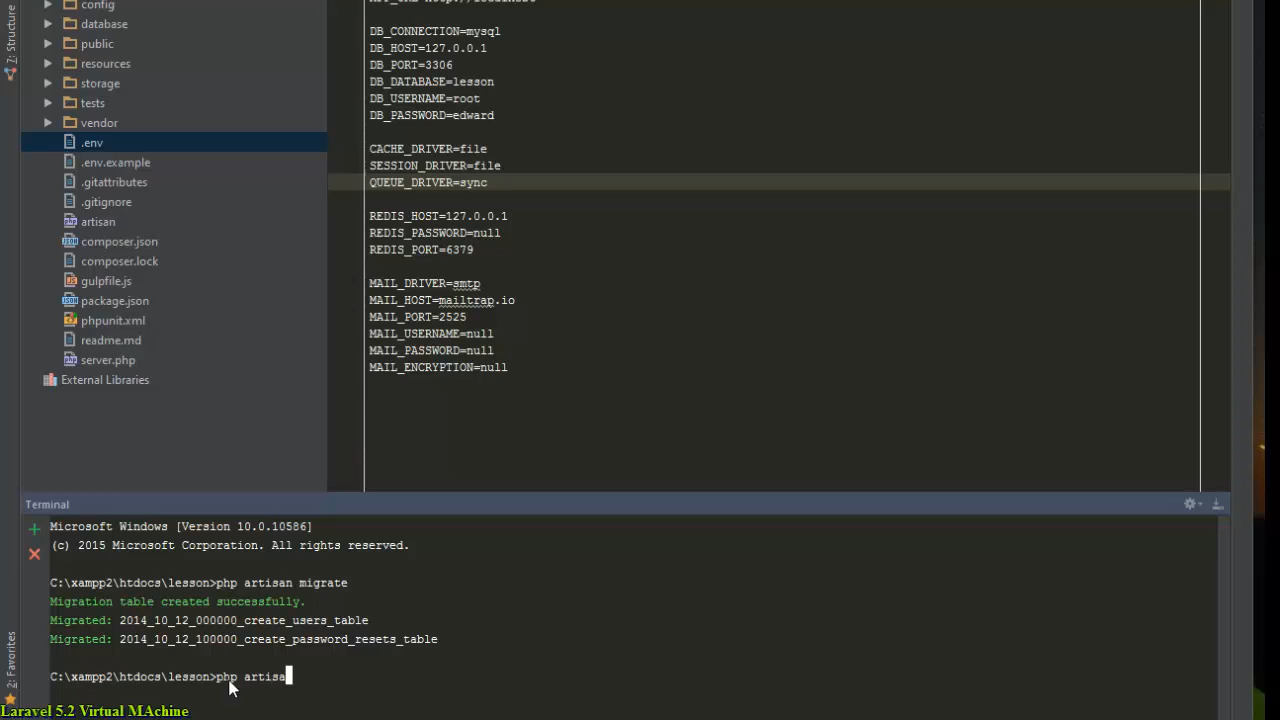 Z: Structure
config
database
public
resources
storage
tests
vendor
.env
.env.example
.gitattributes
.gitignore
artisan
composer.json
composer.lock
gulpfile.js
package.json
phpunit.xml
readme.md
server.php
External Libraries
DB_CONNECTION=mysql
DB_HOST=127.0.0.1
DB_PORT=3306
DB_DATABASE=lesson
DB_USERNAME=root
DB_PASSWORD=edward
CACHE_DRIVER=file
SESSION_DRIVER=file
QUEUE_DRIVER=sync
REDIS_HOST=127.0.0.1
REDIS_PASSWORD=null
REDIS_PORT=6379
MAIL_DRIVER=smtp
MAIL_HOST=mailtrap.io
MAIL_PORT=2525
MAIL_USERNAME=null
MAIL_PASSWORD=null
MAIL_ENCRYPTION=null
Terminal
Microsoft Windows [Version 10.0.10586]
(c) 2015 Microsoft Corporation. All rights reserved.
C:\xampp2\htdocs\lesson>php artisan migrate
Migration table created successfully.
Migrated: 2014_10_12_000000_create_users_table
Migrated: 2014_10_12_100000_create_password_resets_table
C:\xampp2\htdocs\lesson>php artisa
2: Favorites
Laravel 5.2 Virtual MAchine